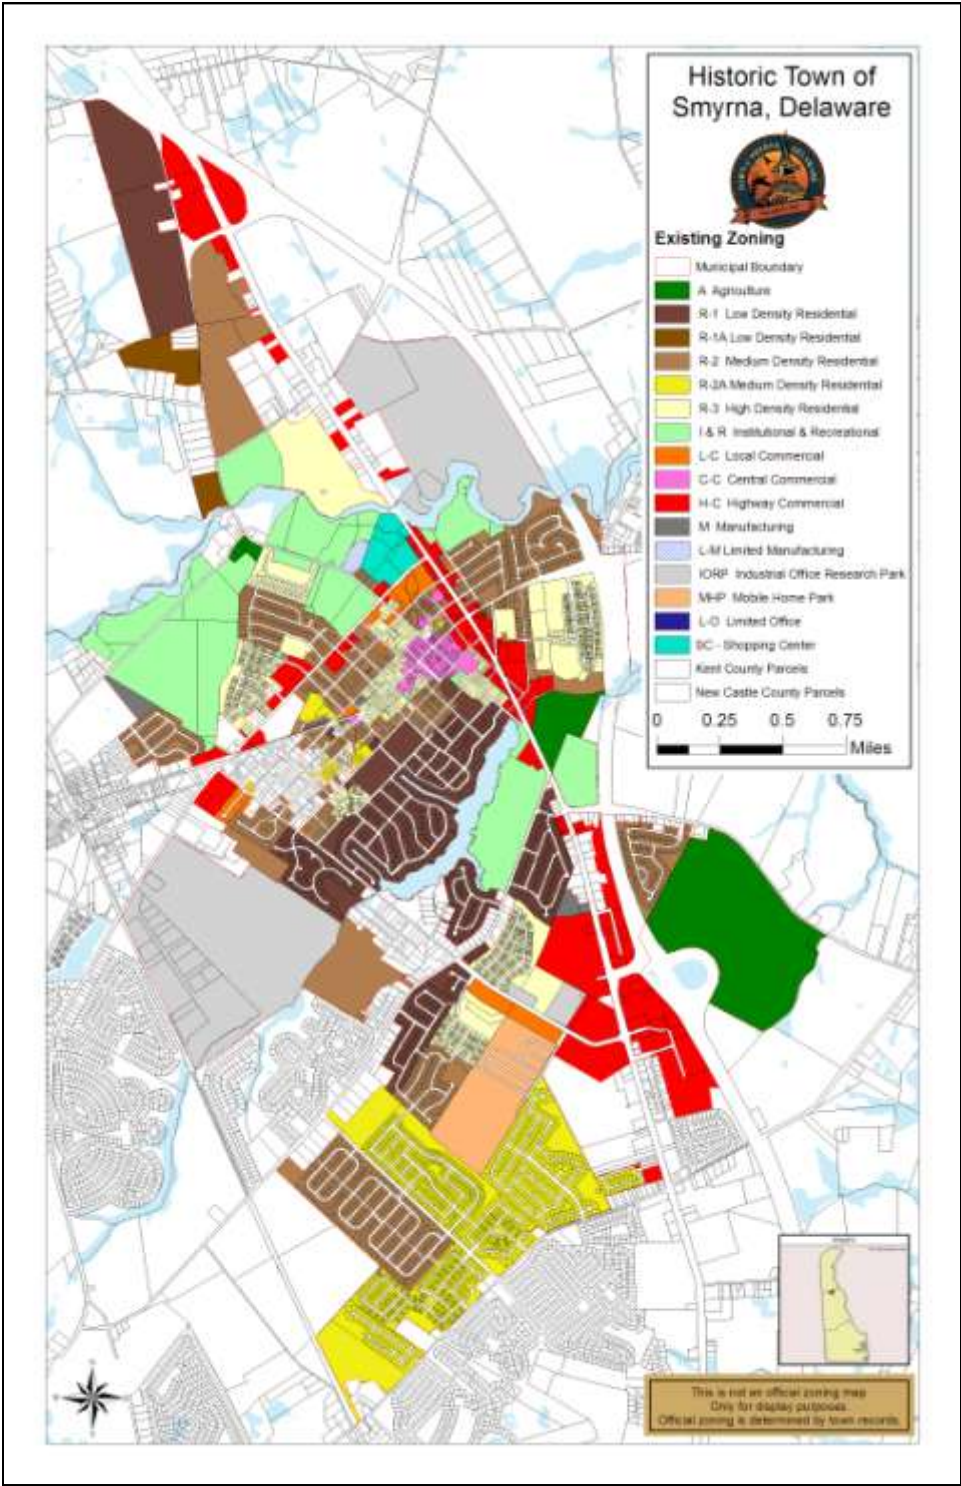 Historic Town of
Smyrna, Delaware
Existing Zoning
Municipal Boundary
A Agriculture
R-1 Low Density Residential
R-1A Low Density Residential
R-2 Medium Density Residential
R-2A Medium Density Residential
R-3 High Density Residential
I & R Institutional & Recreational
L-C Local Commercial
C-C Central Commercial
H-C Highway Commercial
M Manufacturing
L-M Limited Manufacturing
IORP Industrial Office Research Park
MHP Mobile Home Park
L-O Limited Office
SC - Shopping Center
Kent County Parcels
New Castle County Parcels
0 0.25 0.5 0.75
Miles
This is not an official zoning map
Only for display purposes.
Official zoning is determined by town records.